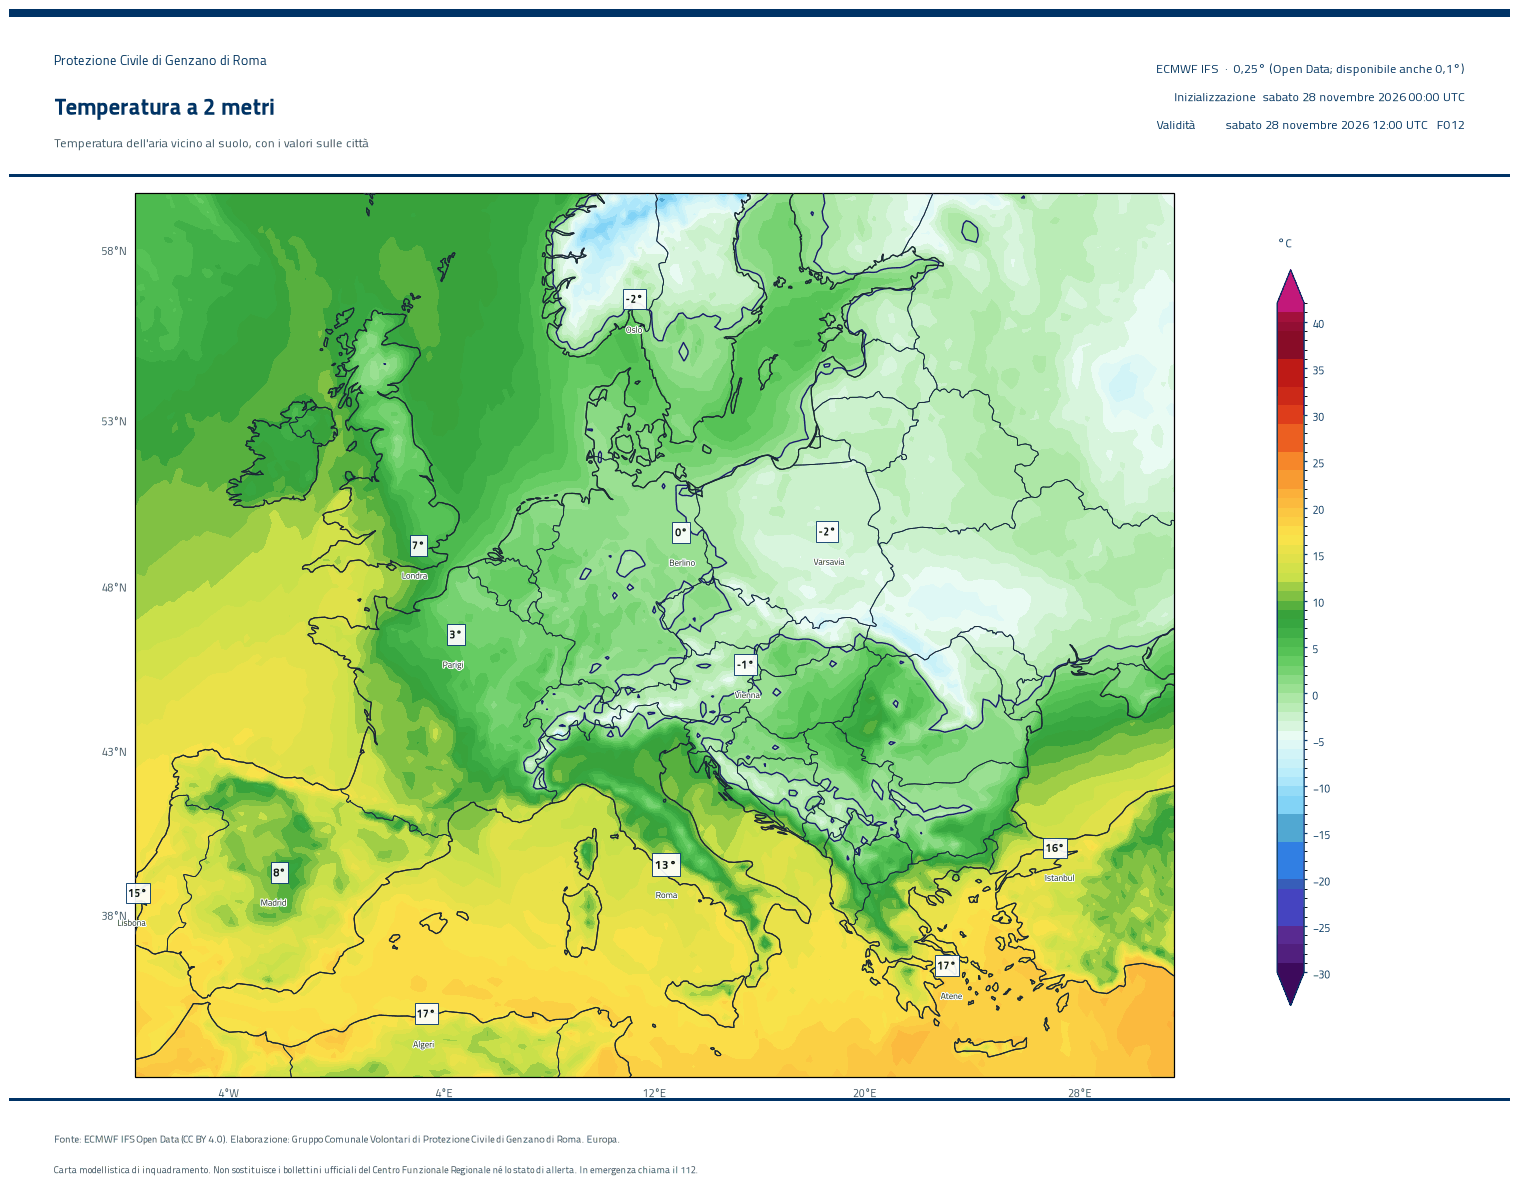 Protezione Civile di Genzano di Roma
Temperatura a 2 metri
Temperatura dell'aria vicino al suolo, con i valori sulle città
ECMWF IFS · 0,25° (Open Data; disponibile anche 0,1°)
Inizializzazione sabato 28 novembre 2026 00:00 UTC
Validità sabato 28 novembre 2026 12:00 UTC F012
58°N
53°N
48°N
43°N
38°N
4°W
4°E
12°E
20°E
28°E
-2°
Oslo
7°
Londra
0°
Berlino
-2°
Varsavia
3°
Parigi
-1°
Vienna
8°
Madrid
15°
Lisbona
13°
Roma
16°
Istanbul
17°
Atene
17°
Algeri
°C
40
35
30
25
20
15
10
5
0
−5
−10
−15
−20
−25
−30
Fonte: ECMWF IFS Open Data (CC BY 4.0). Elaborazione: Gruppo Comunale Volontari di Protezione Civile di Genzano di Roma. Europa.
Carta modellistica di inquadramento. Non sostituisce i bollettini ufficiali del Centro Funzionale Regionale né lo stato di allerta. In emergenza chiama il 112.